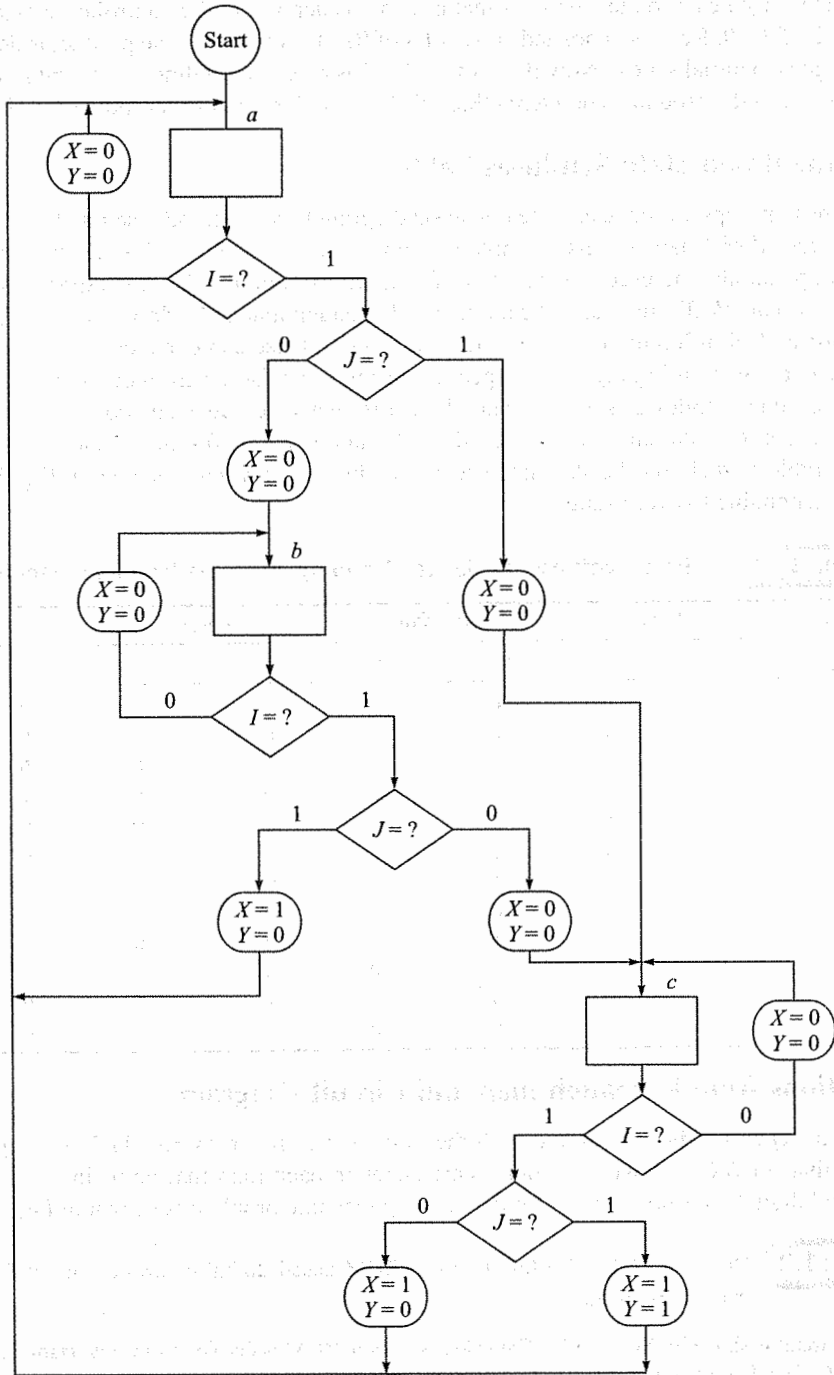 Start
a
X = 0
Y = 0
I = ?
1
0
J = ?
1
X = 0
Y = 0
b
X = 0
Y = 0
X = 0
Y = 0
0
I = ?
1
1
J = ?
0
X = 1
Y = 0
X = 0
Y = 0
c
X = 0
Y = 0
1
I = ?
0
0
J = ?
1
X = 1
Y = 0
X = 1
Y = 1